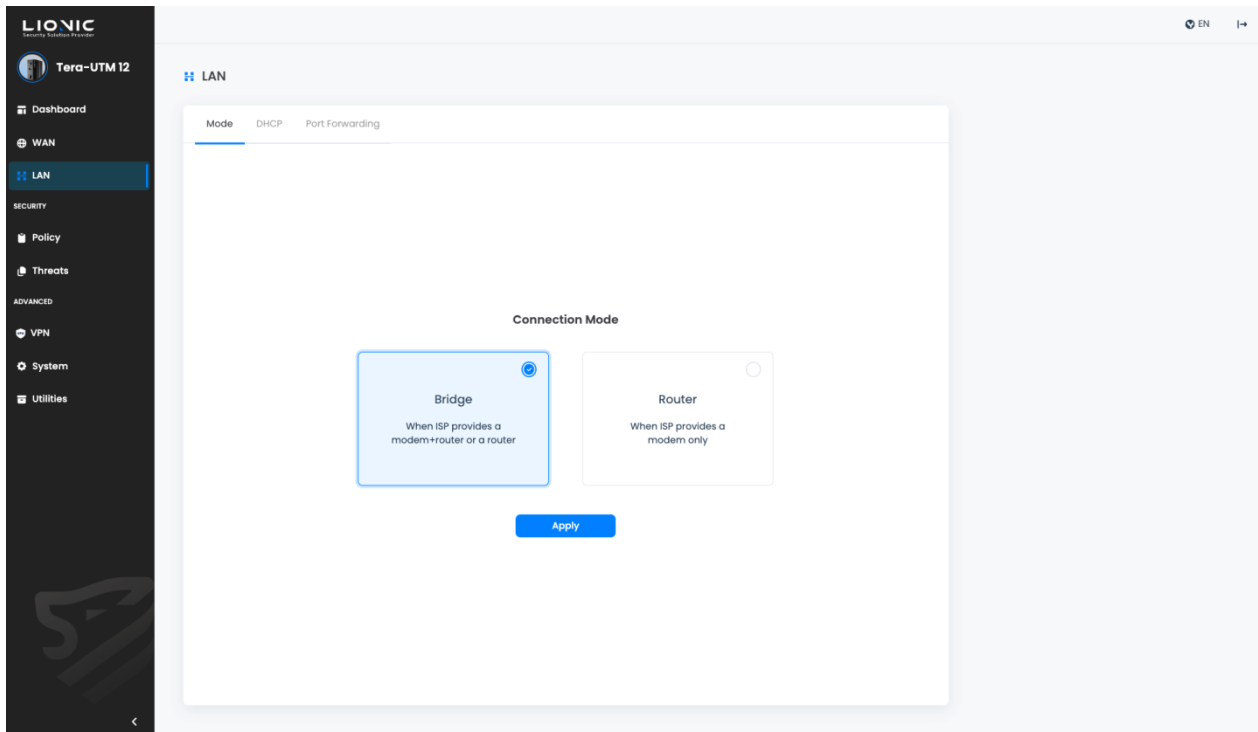 LIONIC
Security Solution Provider
EN
Tera-UTM 12
LAN
Dashboard
WAN
LAN
SECURITY
Policy
Threats
ADVANCED
VPN
System
Utilities
Mode DHCP Port Forwarding
Connection Mode
Bridge
When ISP provides a
modem+router or a router
Router
When ISP provides a
modem only
Apply